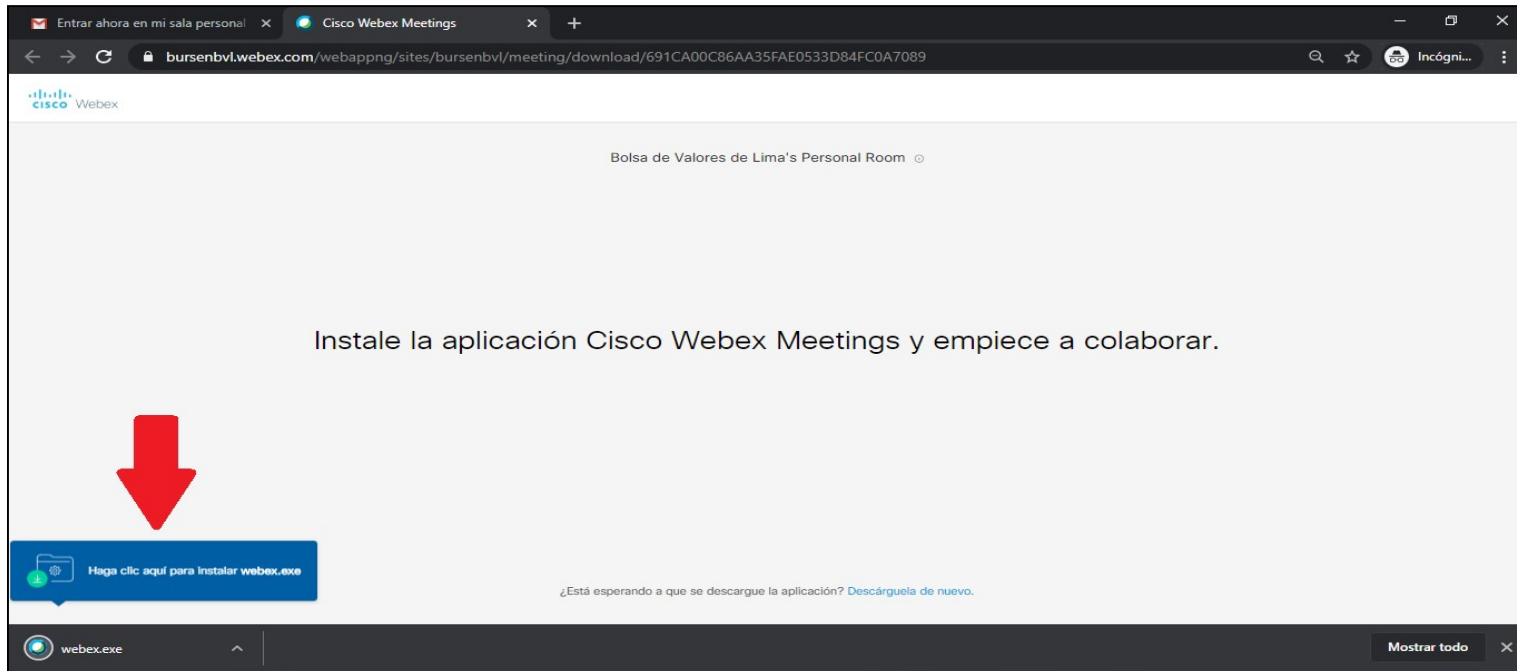 Entrar ahora en mi sala personal
Cisco Webex Meetings
bursenbvl.webex.com/webappng/sites/bursenbvl/meeting/download/691CA00C86AA35FAE0533D84FC0A7089
Incógni...
cisco Webex
Bolsa de Valores de Lima's Personal Room
Instale la aplicación Cisco Webex Meetings y empiece a colaborar.
Haga clic aquí para instalar webex.exe
¿Está esperando a que se descargue la aplicación? Descárguela de nuevo.
webex.exe
Mostrar todo